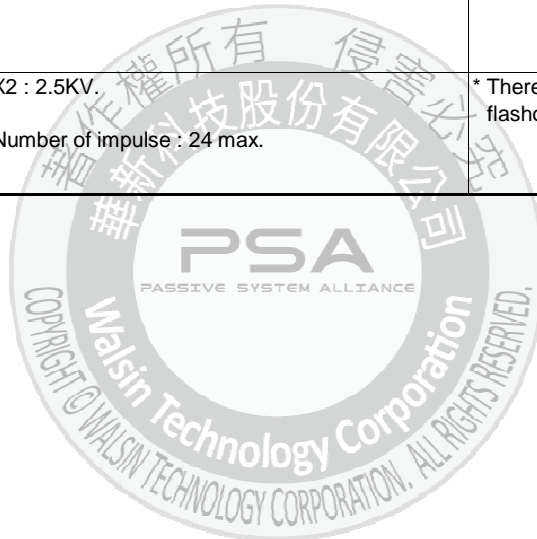 X2 : 2.5KV.
Number of impulse : 24 max.
* There
flasho
著作權所有 侵害必究
華新科技股份有限公司
PSA
PASSIVE SYSTEM ALLIANCE
Walsin Technology Corporation
COPYRIGHT © WALSIN TECHNOLOGY CORPORATION. ALL RIGHTS RESERVED.